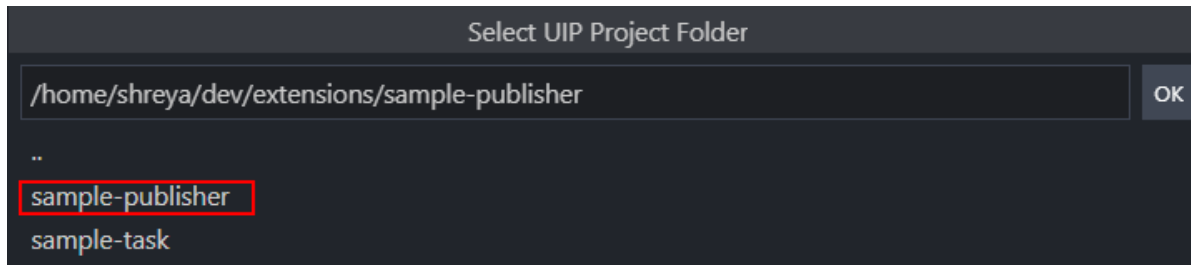 Select UIP Project Folder
/home/shreya/dev/extensions/sample-publisher
OK
..
sample-publisher
sample-task